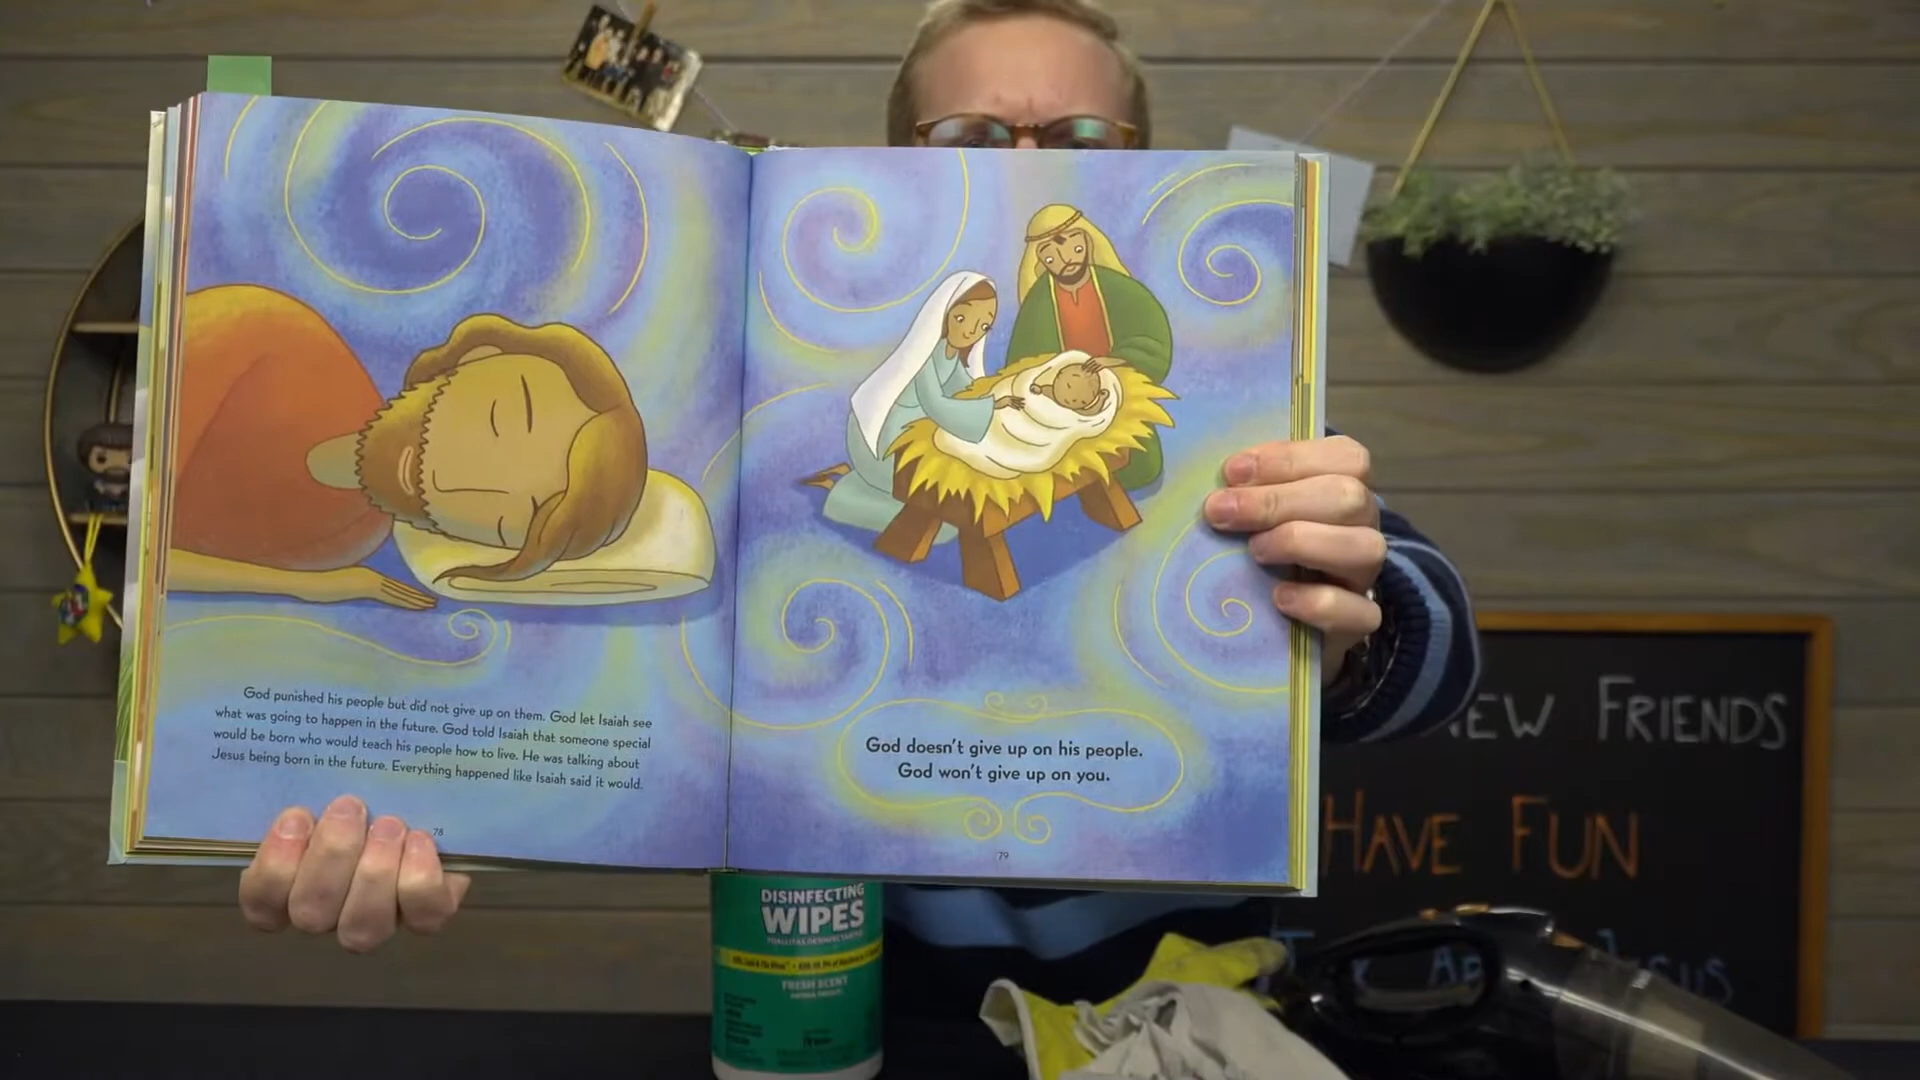 God punished his people but did not give up on them. God let Isaiah see
what was going to happen in the future. God told Isaiah that someone special
would be born who would teach his people how to live. He was talking about
Jesus being born in the future. Everything happened like Isaiah said it would.
78
God doesn't give up on his people.
God won't give up on you.
79
DISINFECTING
WIPES
FRESH SCENT
FRIENDS
HAVE FUN